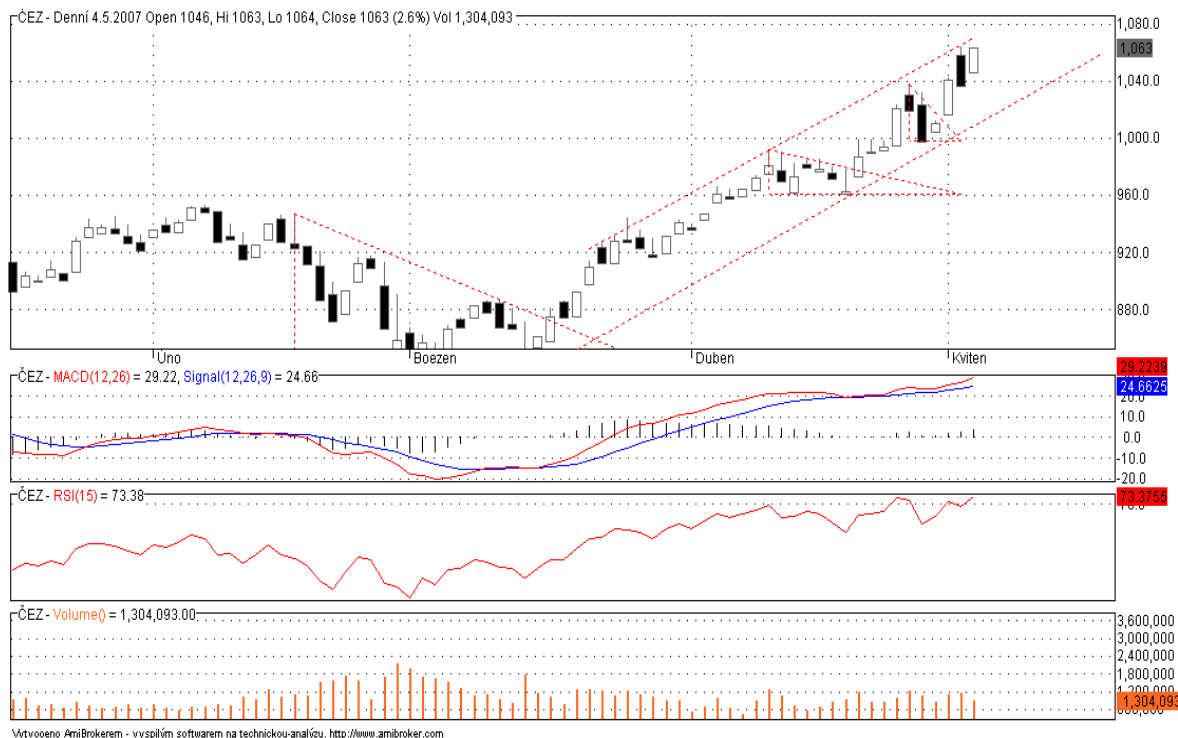 ČEZ - Denní 4.5.2007 Open 1046, Hi 1063, Lo 1064, Close 1063 (2.6%) Vol 1,304,093
1,080.0
1,063
1,040.0
1,000.0
960.0
920.0
880.0
Úno
Boezen
Duben
Kviten
ČEZ - MACD(12,26) = 29.22, Signal(12,26,9) = 24.66
29.2239
24.6625
20.0
10.0
0.0
-10.0
-20.0
ČEZ - RSI(15) = 73.38
73.3755
ČEZ - Volume() = 1,304,093.00
3,600,000
3,000,000
2,400,000
1,800,000
1,304,093
Vytvooeno AmiBrokerem - vyspilým softwarem na technickou-analýzu. http://www.amibroker.com